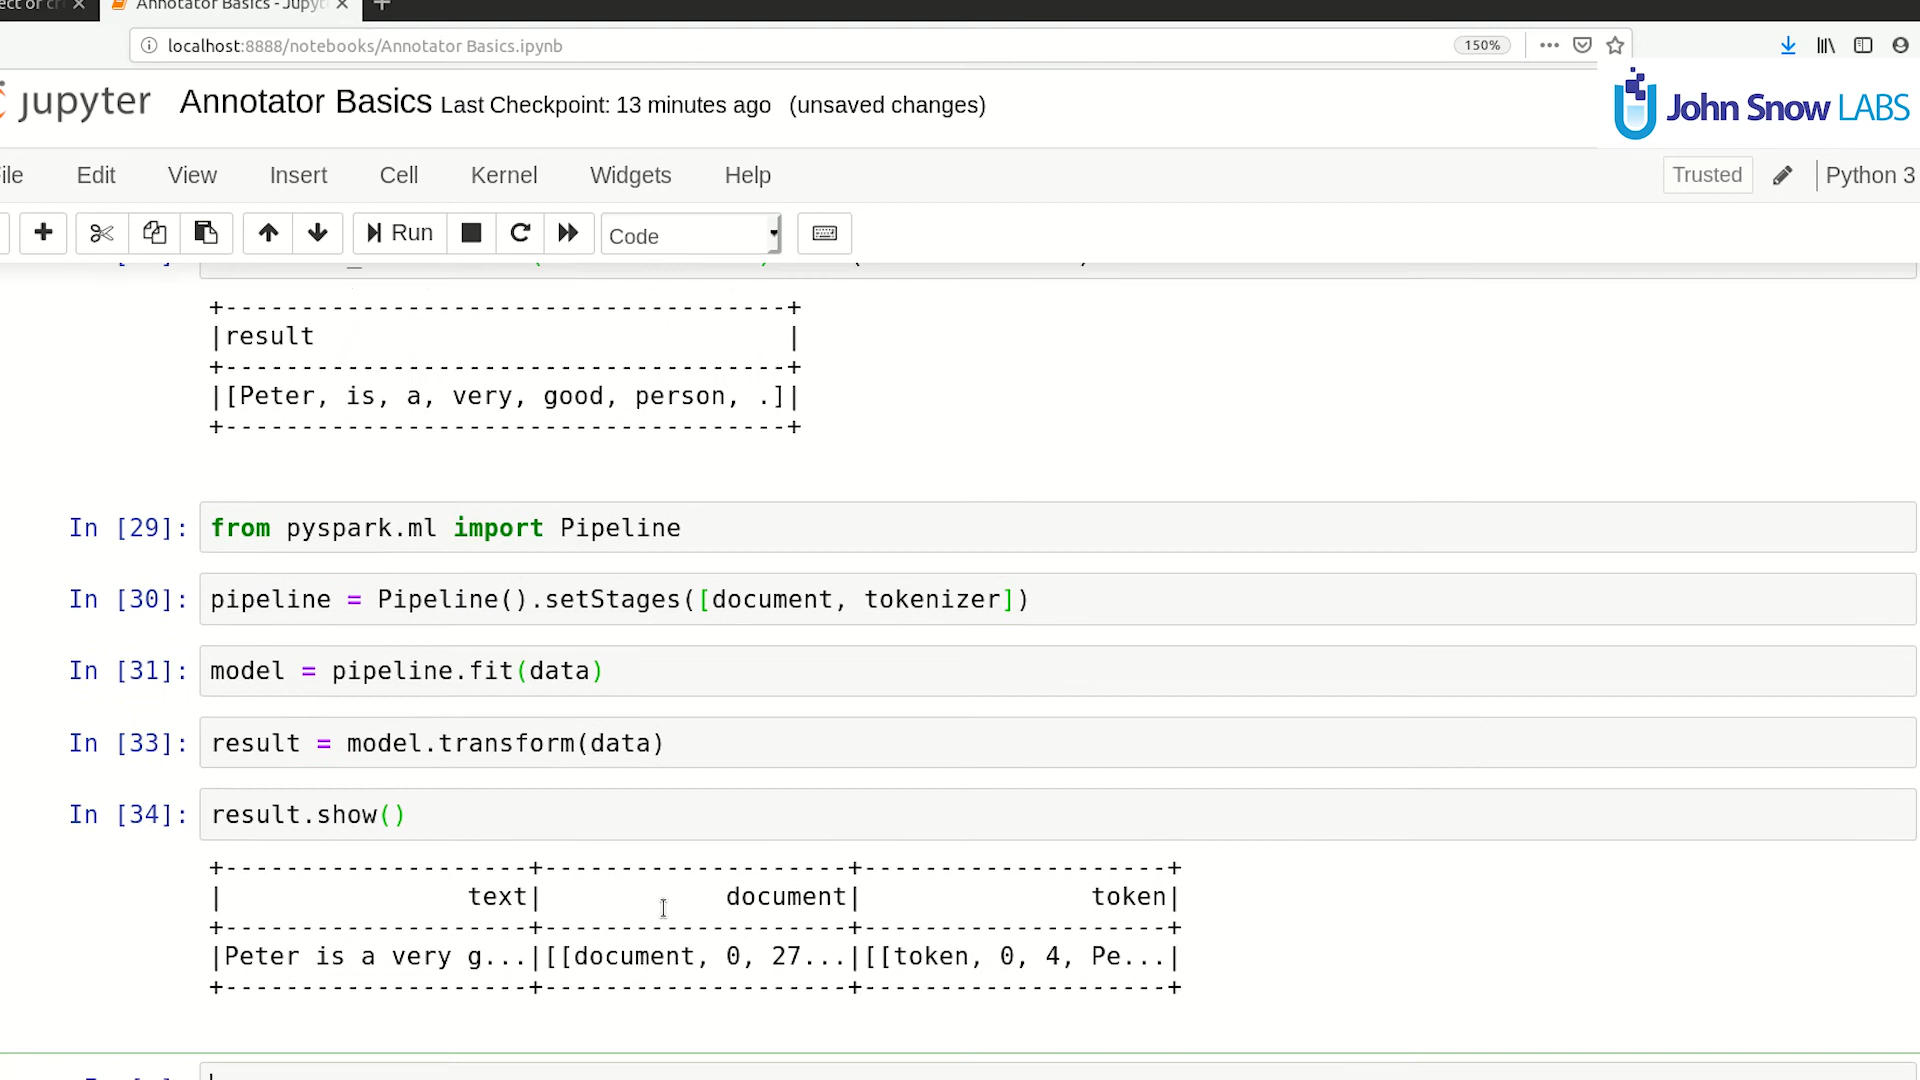 Annotator Basics - Jupyt
localhost:8888/notebooks/Annotator Basics.ipynb
150%
jupyter Annotator Basics Last Checkpoint: 13 minutes ago (unsaved changes)
John Snow LABS
Edit View Insert Cell Kernel Widgets Help
Trusted
Python 3
Run
Code
+-------------------------------------+
|result                               |
+-------------------------------------+
|[Peter, is, a, very, good, person, .]|
+-------------------------------------+
In [29]: from pyspark.ml import Pipeline
In [30]: pipeline = Pipeline().setStages([document, tokenizer])
In [31]: model = pipeline.fit(data)
In [33]: result = model.transform(data)
In [34]: result.show()
+--------------------+--------------------+--------------------+
|                text|            document|               token|
+--------------------+--------------------+--------------------+
|Peter is a very g...|[[document, 0, 27...|[[token, 0, 4, Pe...|
+--------------------+--------------------+--------------------+